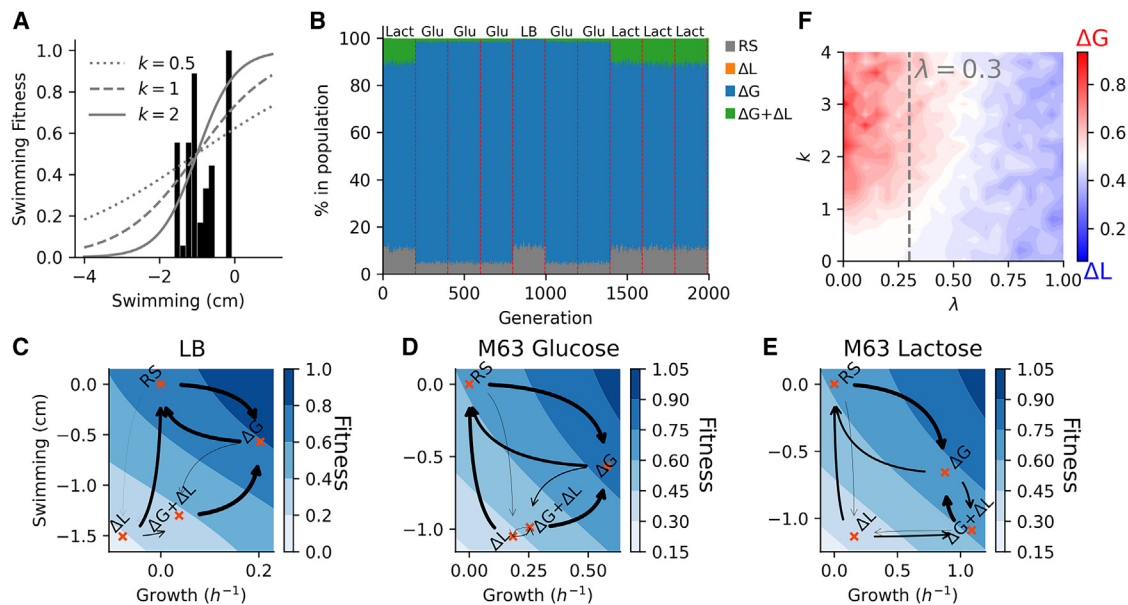 A
1.0
0.8
0.6
0.4
0.2
0.0
Swimming Fitness
k = 0.5
k = 1
k = 2
−4
−2
0
Swimming (cm)
B
Lact Glu Glu Glu LB Glu Glu Lact Lact Lact
100
80
60
40
20
0
% in population
0
500
1000
1500
2000
Generation
RS
ΔL
ΔG
ΔG+ΔL
F
4
3
2
1
0
k
λ = 0.3
0.00
0.25
0.50
0.75
1.00
λ
ΔG
0.8
0.6
0.4
0.2
ΔL
C
LB
0.0
−0.5
−1.0
−1.5
Swimming (cm)
RS
ΔG
ΔL
ΔG+ΔL
0.0
0.2
Growth (h⁻¹)
1.0
0.8
0.6
0.4
0.2
0.0
Fitness
D
M63 Glucose
0.0
−0.5
−1.0
RS
ΔG
ΔL
ΔG+ΔL
0.00
0.25
0.50
Growth (h⁻¹)
1.05
0.90
0.75
0.60
0.45
0.30
0.15
Fitness
E
M63 Lactose
0.0
−0.5
−1.0
RS
ΔG
ΔL
ΔG+ΔL
0.0
0.5
1.0
Growth (h⁻¹)
1.05
0.90
0.75
0.60
0.45
0.30
0.15
Fitness